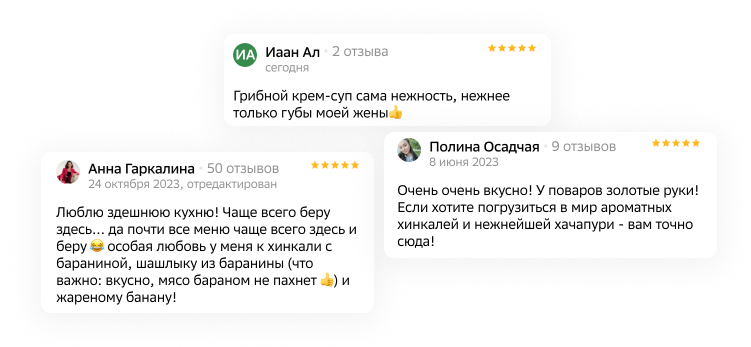 ИА
Иаан Ал • 2 отзыва
сегодня
Грибной крем-суп сама нежность, нежнее
только губы моей жены👍
Анна Гаркалина • 50 отзывов
24 октября 2023, отредактирован
Люблю здешнюю кухню! Чаще всего беру
здесь... да почти все меню чаще всего здесь и
беру 😂 особая любовь у меня к хинкали с
бараниной, шашлыку из баранины (что
важно: вкусно, мясо бараном не пахнет 👍) и
жареному банану!
Полина Осадчая • 9 отзывов
8 июня 2023
Очень очень вкусно! У поваров золотые руки!
Если хотите погрузиться в мир ароматных
хинкалей и нежнейшей хачапури - вам точно
сюда!